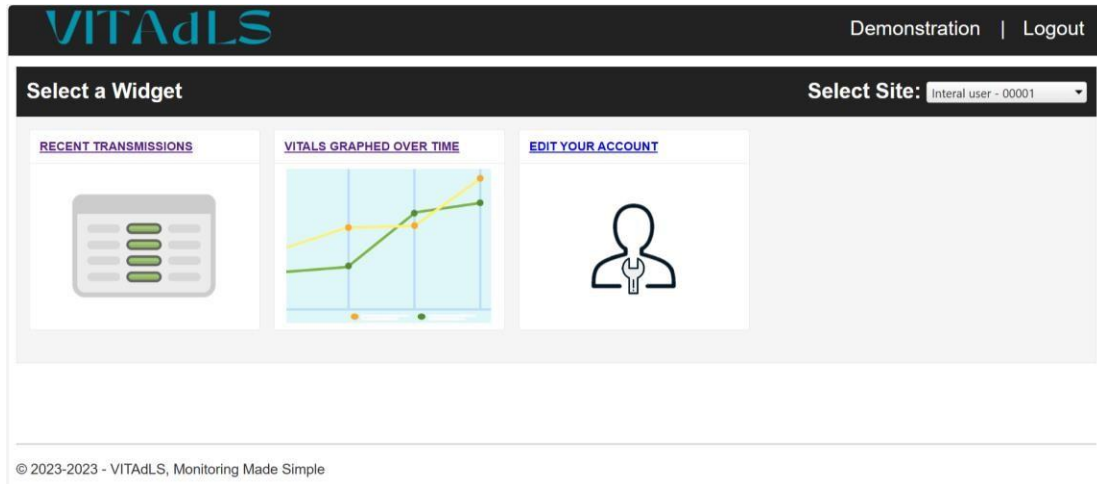 VITAdLS
Demonstration | Logout
Select a Widget
Select Site: Interal user - 00001
RECENT TRANSMISSIONS
VITALS GRAPHED OVER TIME
EDIT YOUR ACCOUNT
© 2023-2023 - VITAdLS, Monitoring Made Simple